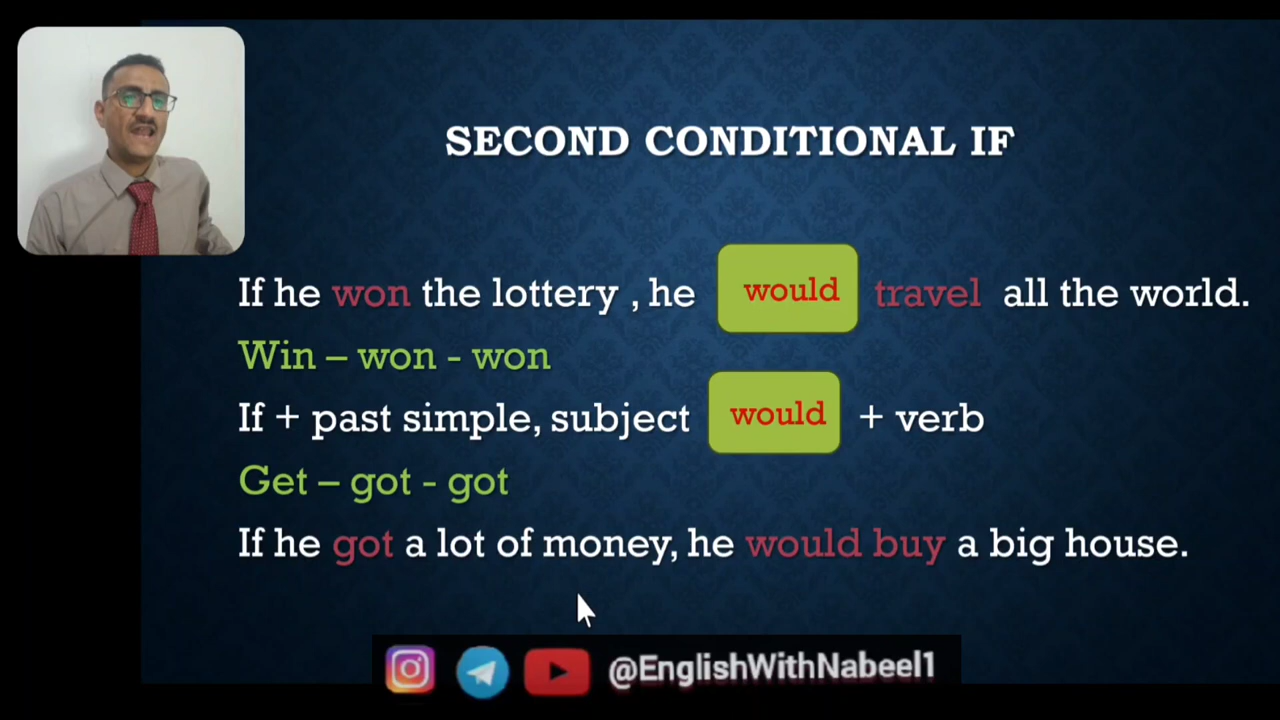 SECOND CONDITIONAL IF
If he won the lottery , he would travel all the world.
Win – won - won
If + past simple, subject would + verb
Get – got - got
If he got a lot of money, he would buy a big house.
@EnglishWithNabeel1